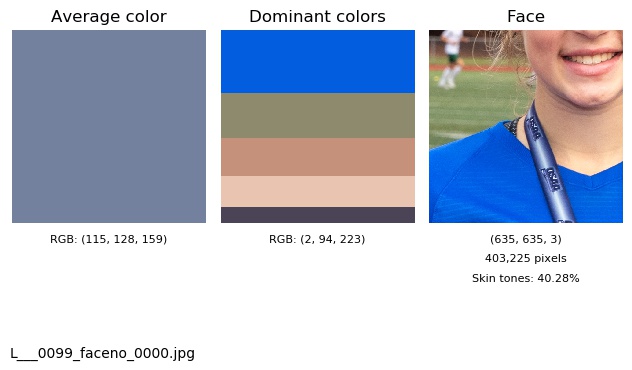 Average color
Dominant colors
Face
RGB: (115, 128, 159)
RGB: (2, 94, 223)
(635, 635, 3)
403,225 pixels
Skin tones: 40.28%
L___0099_faceno_0000.jpg